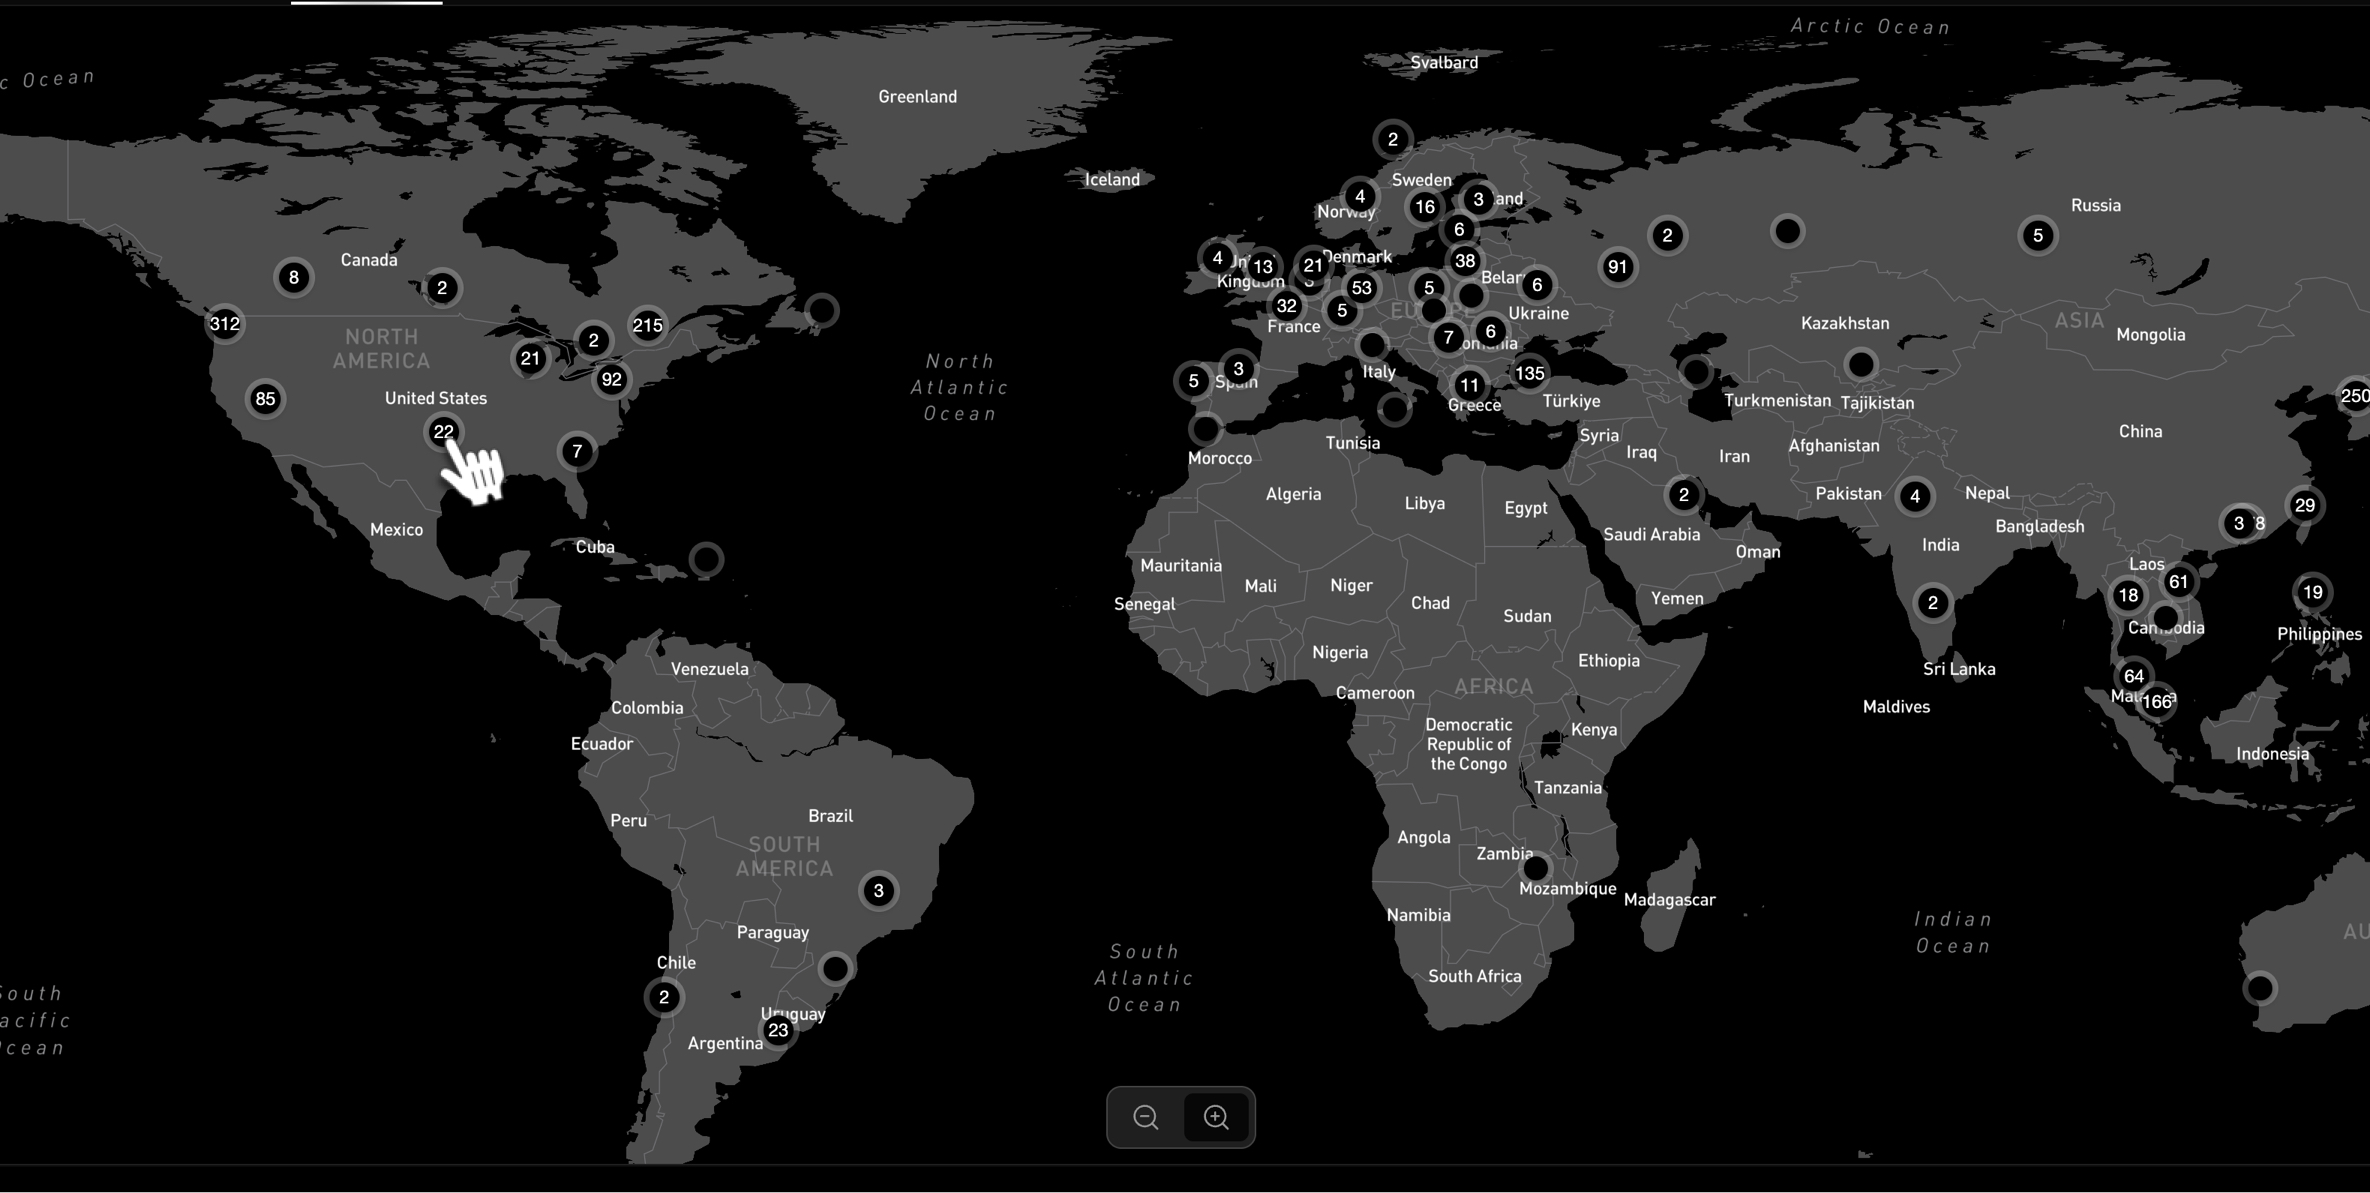 Arctic Ocean
c Ocean
Svalbard
Greenland
2
Iceland
Sweden
4
3
and
16
Norway
Russia
6
2
5
Canada
4
13
21
Denmark
38
91
8
2
Kingdom
53
5
Belar
6
32
5
EU
Ukraine
312
215
France
Kazakhstan
ASIA
Mongolia
NORTH
AMERICA
2
7
6
21
92
North
Atlantic
Ocean
3
Italy
135
5
Spain
11
85
United States
Greece
Türkiye
Turkmenistan
Tajikistan
250
22
7
Syria
China
Tunisia
Iraq
Iran
Afghanistan
Morocco
Algeria
Libya
Egypt
2
Pakistan
4
Nepal
29
Mexico
3
8
Bangladesh
Saudi Arabia
Oman
India
Cuba
Mauritania
Mali
Niger
Laos
61
18
19
Senegal
Chad
Yemen
2
Sudan
Cambodia
Philippines
Nigeria
Ethiopia
Venezuela
Sri Lanka
64
Cameroon
AFRICA
166
Colombia
Maldives
Democratic
Republic of
the Congo
Kenya
Ecuador
Indonesia
Tanzania
Peru
Brazil
Angola
SOUTH
AMERICA
Zambia
3
Mozambique
Madagascar
Namibia
Indian
Ocean
Paraguay
AU
South
Atlantic
Ocean
Chile
South Africa
2
South
acific
cean
Uruguay
23
Argentina